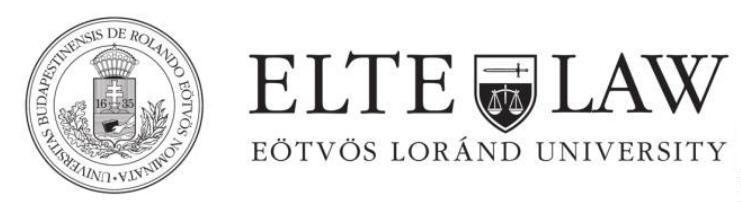 UNIVERSITAS BUDAPESTINENSIS DE ROLANDO EÖTVÖS NOMINATA
16 35
ELTE LAW
EÖTVÖS LORÁND UNIVERSITY